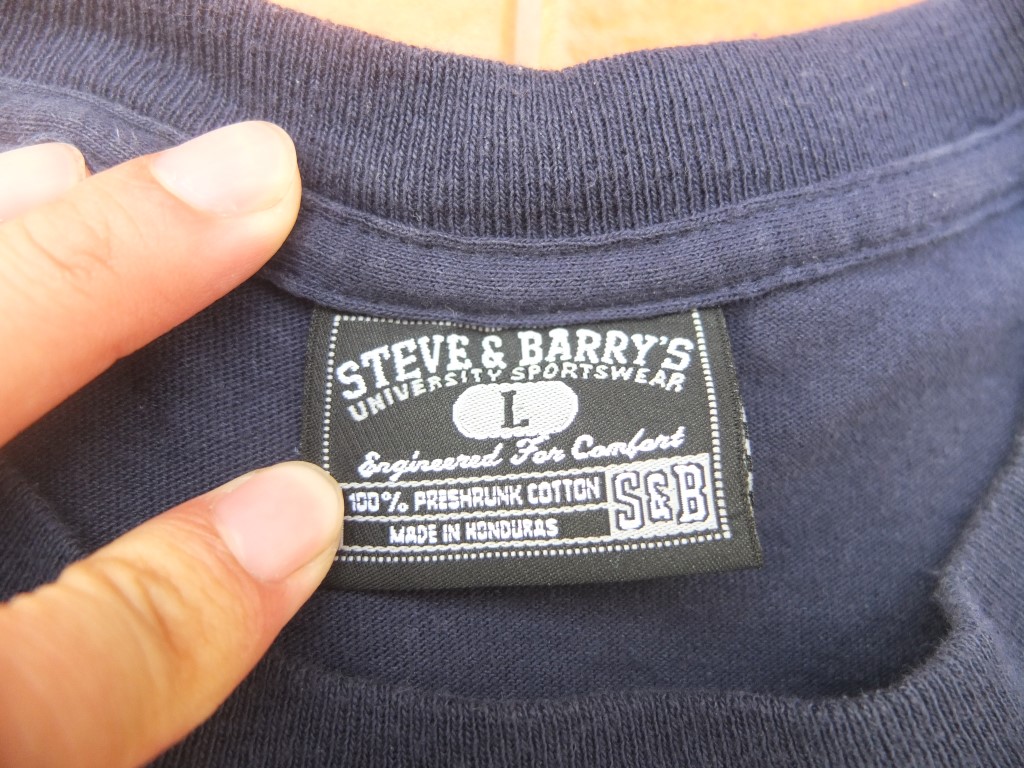 STEVE & BARRY'S
UNIVERSITY SPORTSWEAR
L
Engineered For Comfort
100% PRESHRUNK COTTON
MADE IN HONDURAS
S&B